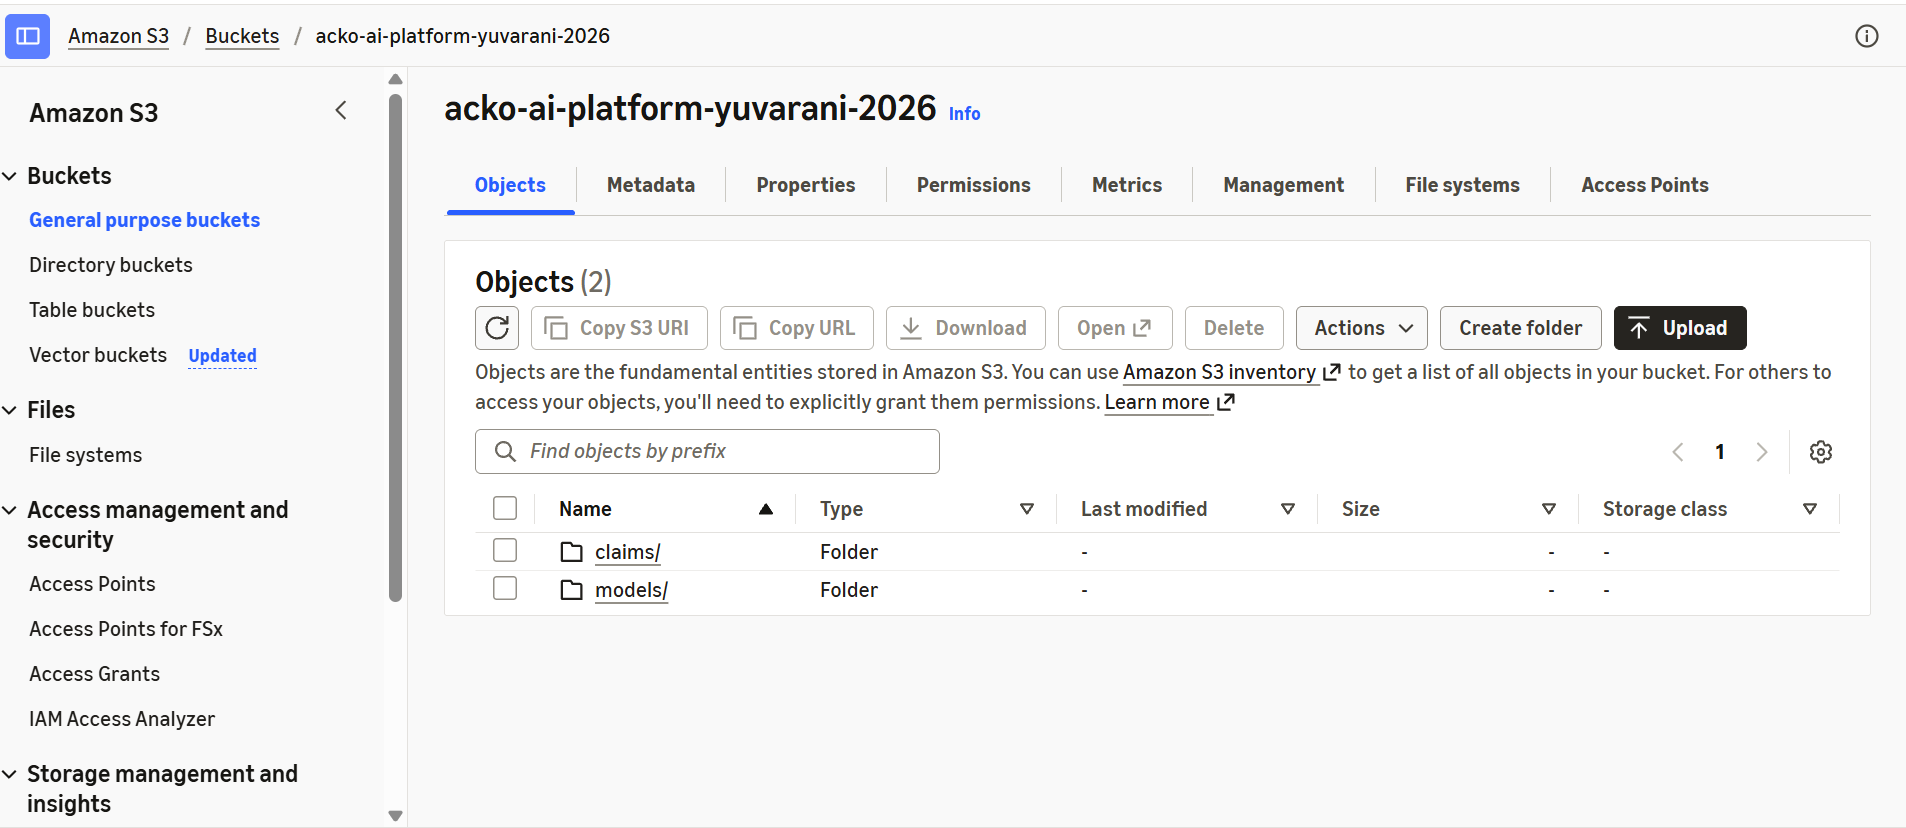 Amazon S3 / Buckets / acko-ai-platform-yuvarani-2026
Amazon S3
Buckets
General purpose buckets
Directory buckets
Table buckets
Vector buckets Updated
Files
File systems
Access management and
security
Access Points
Access Points for FSx
Access Grants
IAM Access Analyzer
Storage management and
insights
acko-ai-platform-yuvarani-2026 Info
Objects Metadata Properties Permissions Metrics Management File systems Access Points
Objects (2)
Copy S3 URI Copy URL Download Open Delete Actions Create folder Upload
Objects are the fundamental entities stored in Amazon S3. You can use Amazon S3 inventory to get a list of all objects in your bucket. For others to
access your objects, you'll need to explicitly grant them permissions. Learn more
Find objects by prefix
1
Name Type Last modified Size Storage class
claims/ Folder - - -
models/ Folder - - -